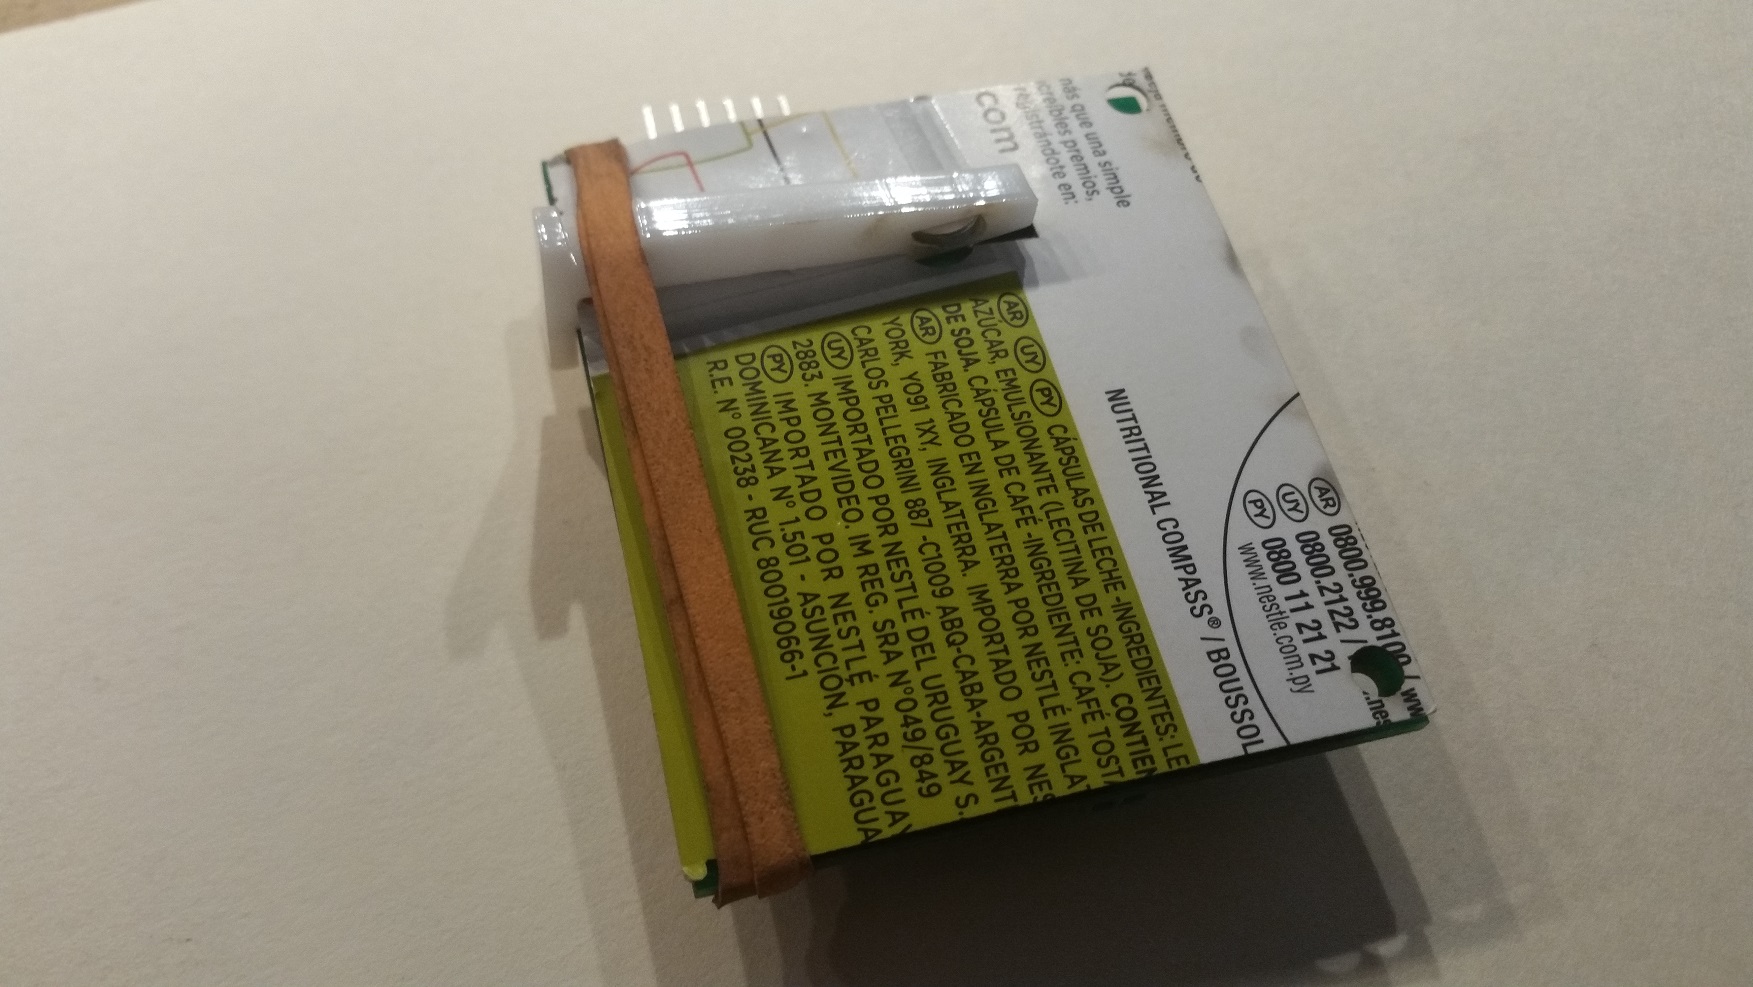 más que una simple
increíbles premios,
registrándote en:
com
AR UY PY CÁPSULAS DE LECHE -INGREDIENTES: LE
AZÚCAR, EMULSIONANTE (LECITINA DE SOJA). CONTIEN
DE SOJA. CÁPSULA DE CAFÉ -INGREDIENTE: CAFÉ TOST
AR FABRICADO EN INGLATERRA POR NESTLÉ INGLAT
YORK, YO91 1XY, INGLATERRA. IMPORTADO POR NES
CARLOS PELLEGRINI 887 -C1009 ABQ-CABA-ARGENT
UY IMPORTADO POR NESTLÉ DEL URUGUAY S.
2883. MONTEVIDEO. IM REG. SRA Nº049/849
PY IMPORTADO POR NESTLÉ PARAGUAY
DOMINICANA Nº 1.501 - ASUNCIÓN, PARAGUA
R.E. Nº 00238 - RUC 80019066-1
NUTRITIONAL COMPASS® / BOUSSOL
AR 0800.999.8100 / ww
UY 0800.2122 / .nes
PY 0800 11 21 21
www.nestle.com.py